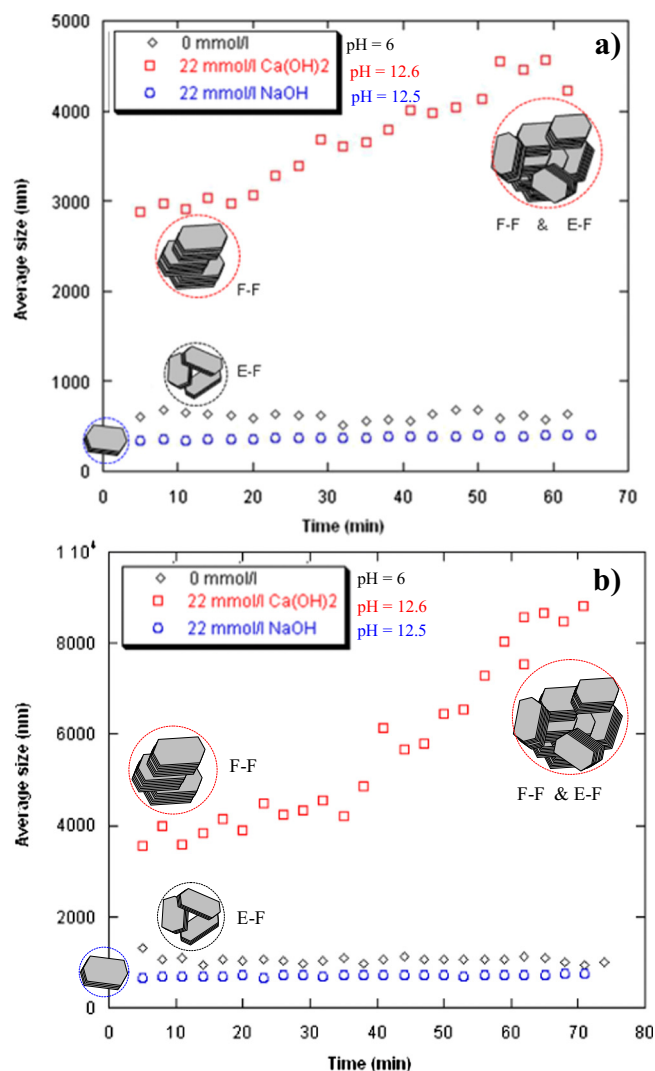 a)
0 mmol/l pH = 6
22 mmol/l Ca(OH)2 pH = 12.6
22 mmol/l NaOH pH = 12.5
Average size (nm)
5000
4000
3000
2000
1000
0
F-F
E-F
F-F & E-F
0 10 20 30 40 50 60 70
Time (min)
b)
0 mmol/l pH = 6
22 mmol/l Ca(OH)2 pH = 12.6
22 mmol/l NaOH pH = 12.5
Average size (nm)
1 10⁴
8000
6000
4000
2000
0
F-F
E-F
F-F & E-F
0 10 20 30 40 50 60 70 80
Time (min)